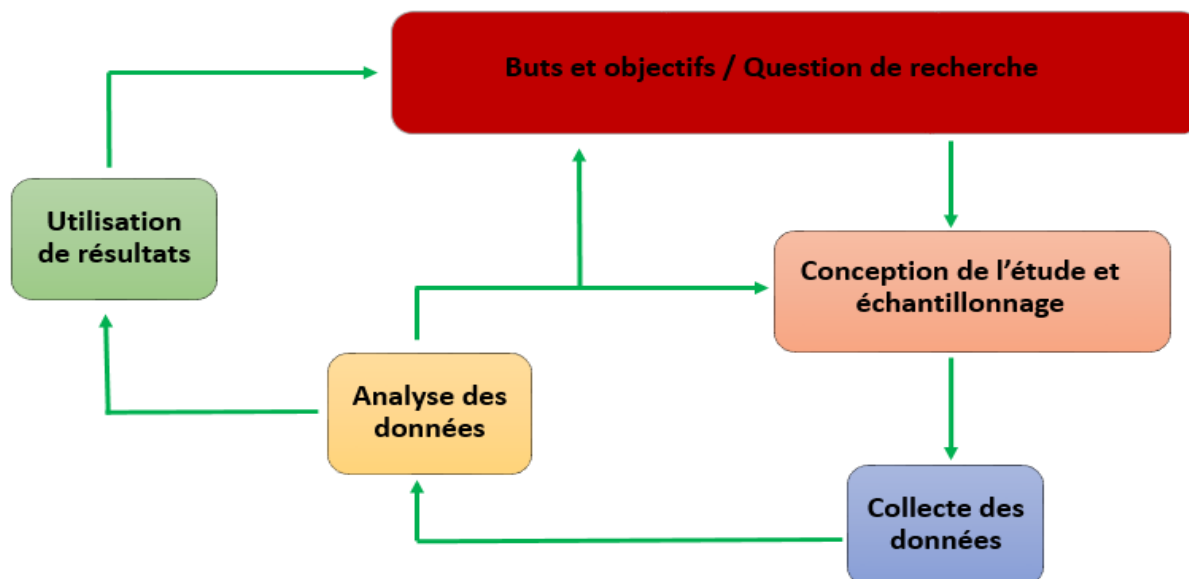 Buts et objectifs / Question de recherche
Utilisation
de résultats
Conception de l’étude et
échantillonnage
Analyse des
données
Collecte des
données